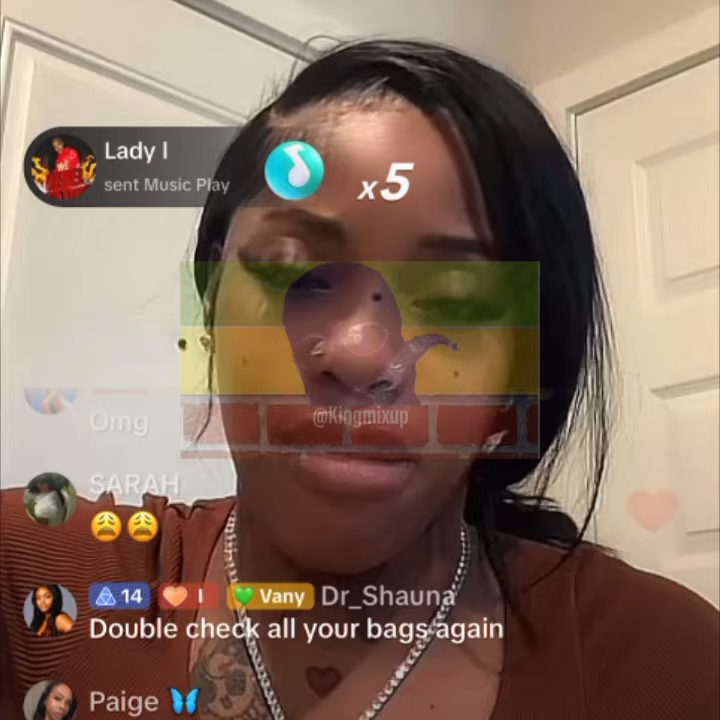 Lady I
sent Music Play
x5
@Kingmixup
Omg
SARAH
😩😩
14 I Vany Dr_Shauna
Double check all your bags again
Paige 🦋